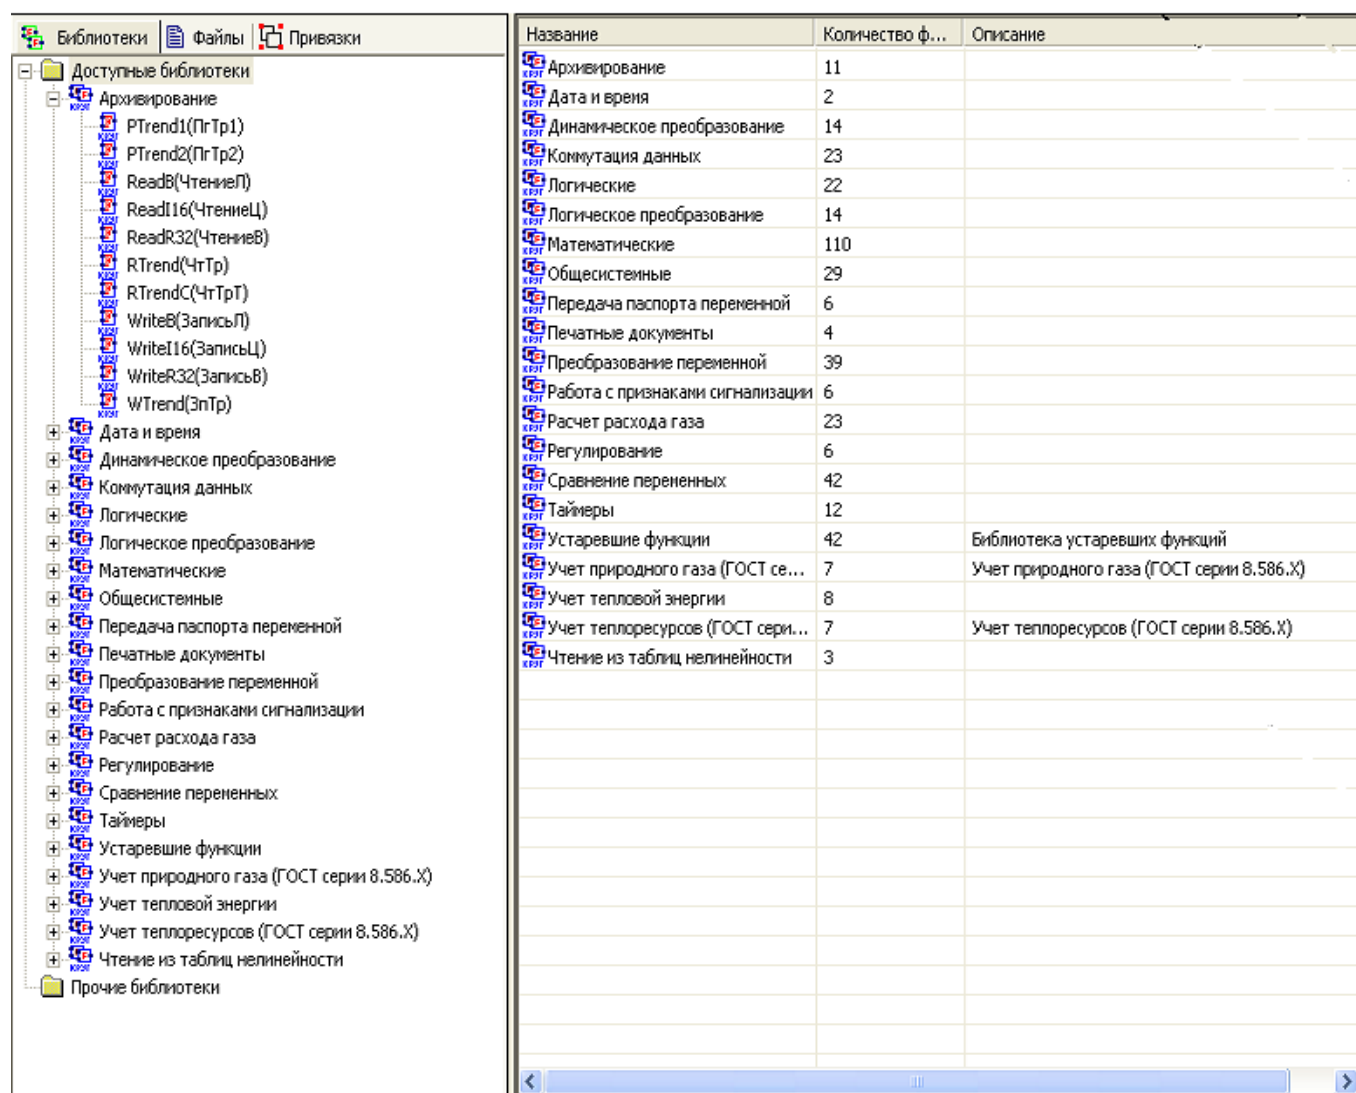 Библиотеки Файлы Привязки
Доступные библиотеки
Архивирование
PTrend1(ПгТр1)
PTrend2(ПгТр2)
ReadB(ЧтениеЛ)
ReadI16(ЧтениеЦ)
ReadR32(ЧтениеВ)
RTrend(ЧтТр)
RTrendC(ЧтТрТ)
WriteB(ЗаписьЛ)
WriteI16(ЗаписьЦ)
WriteR32(ЗаписьВ)
WTrend(ЗпТр)
Дата и время
Динамическое преобразование
Коммутация данных
Логические
Логическое преобразование
Математические
Общесистемные
Передача паспорта переменной
Печатные документы
Преобразование переменной
Работа с признаками сигнализации
Расчет расхода газа
Регулирование
Сравнение переменных
Таймеры
Устаревшие функции
Учет природного газа (ГОСТ серии 8.586.X)
Учет тепловой энергии
Учет теплоресурсов (ГОСТ серии 8.586.X)
Чтение из таблиц нелинейности
Прочие библиотеки
Название Количество ф... Описание
Архивирование 11
Дата и время 2
Динамическое преобразование 14
Коммутация данных 23
Логические 22
Логическое преобразование 14
Математические 110
Общесистемные 29
Передача паспорта переменной 6
Печатные документы 4
Преобразование переменной 39
Работа с признаками сигнализации 6
Расчет расхода газа 23
Регулирование 6
Сравнение переменных 42
Таймеры 12
Устаревшие функции 42 Библиотека устаревших функций
Учет природного газа (ГОСТ се... 7 Учет природного газа (ГОСТ серии 8.586.X)
Учет тепловой энергии 8
Учет теплоресурсов (ГОСТ сери... 7 Учет теплоресурсов (ГОСТ серии 8.586.X)
Чтение из таблиц нелинейности 3